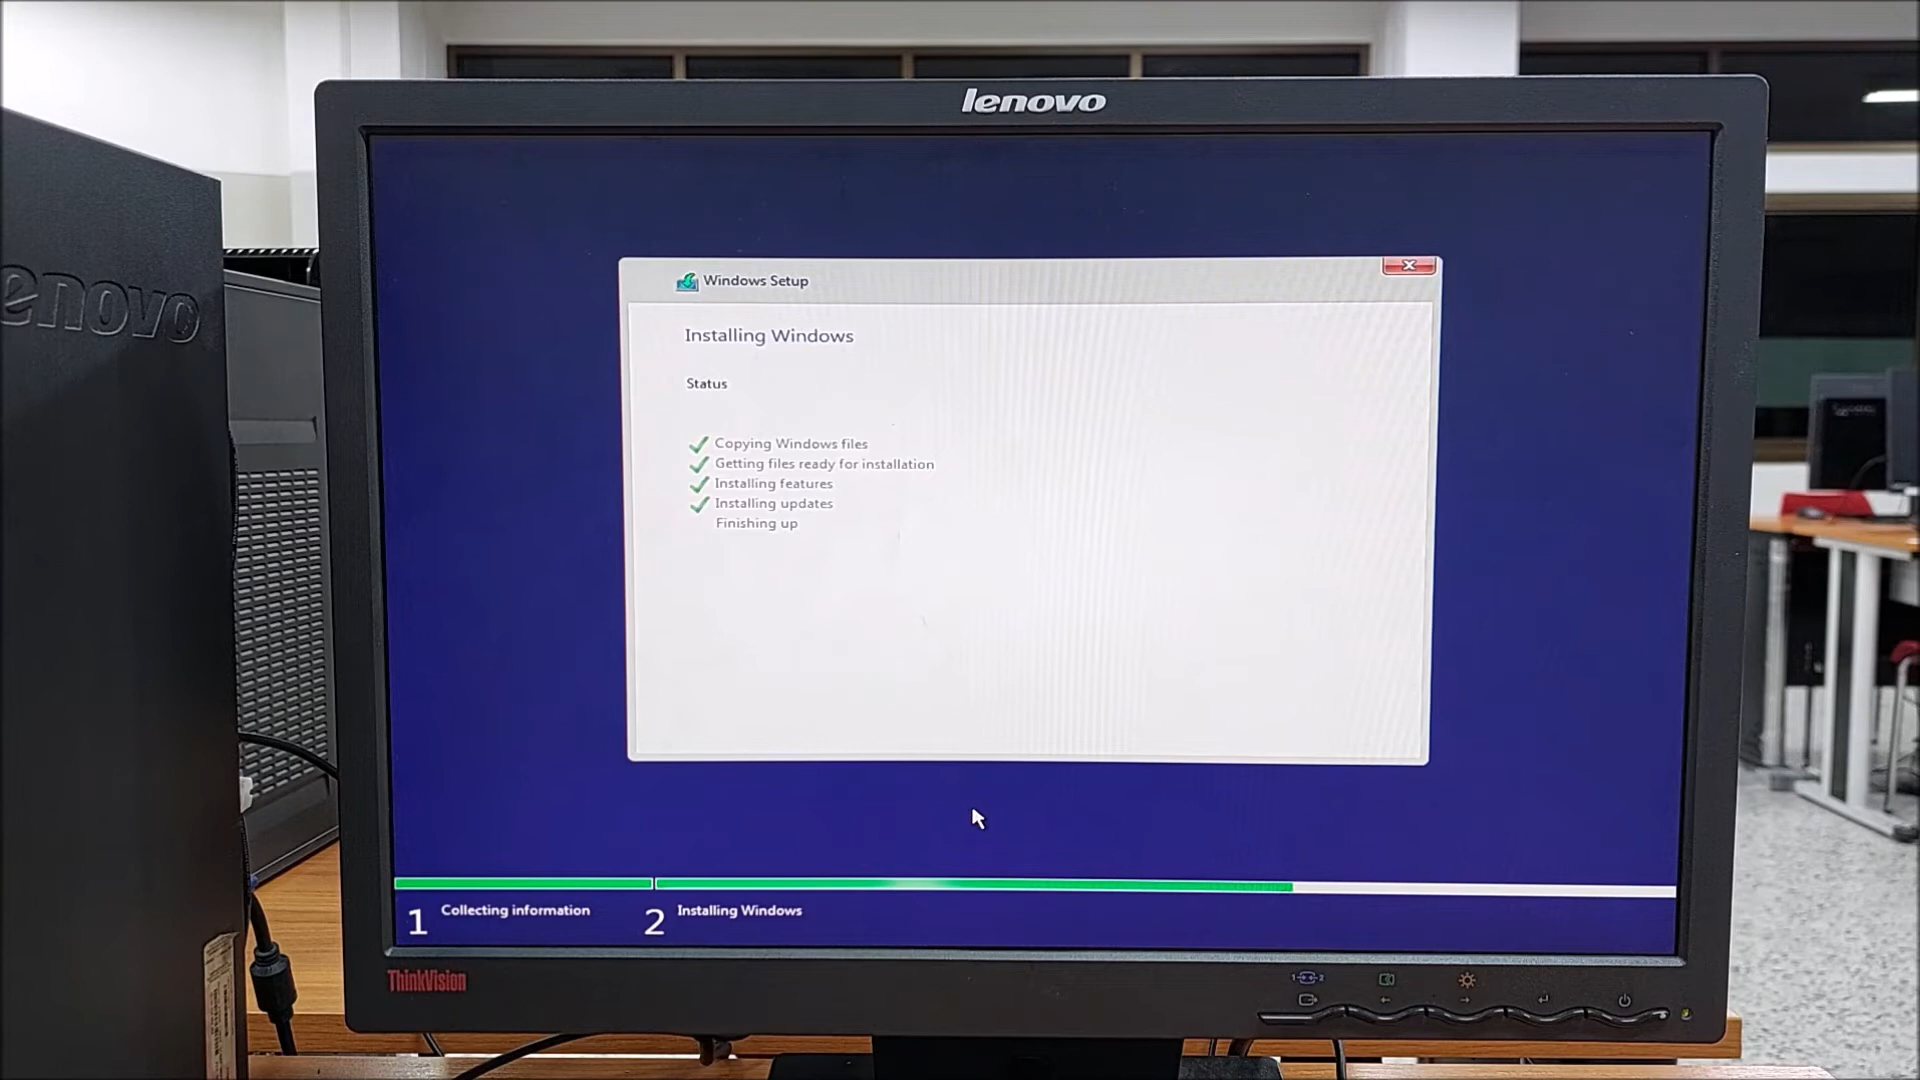 lenovo
lenovo
Windows Setup
Installing Windows
Status
Copying Windows files
Getting files ready for installation
Installing features
Installing updates
Finishing up
1 Collecting information
2 Installing Windows
ThinkVision